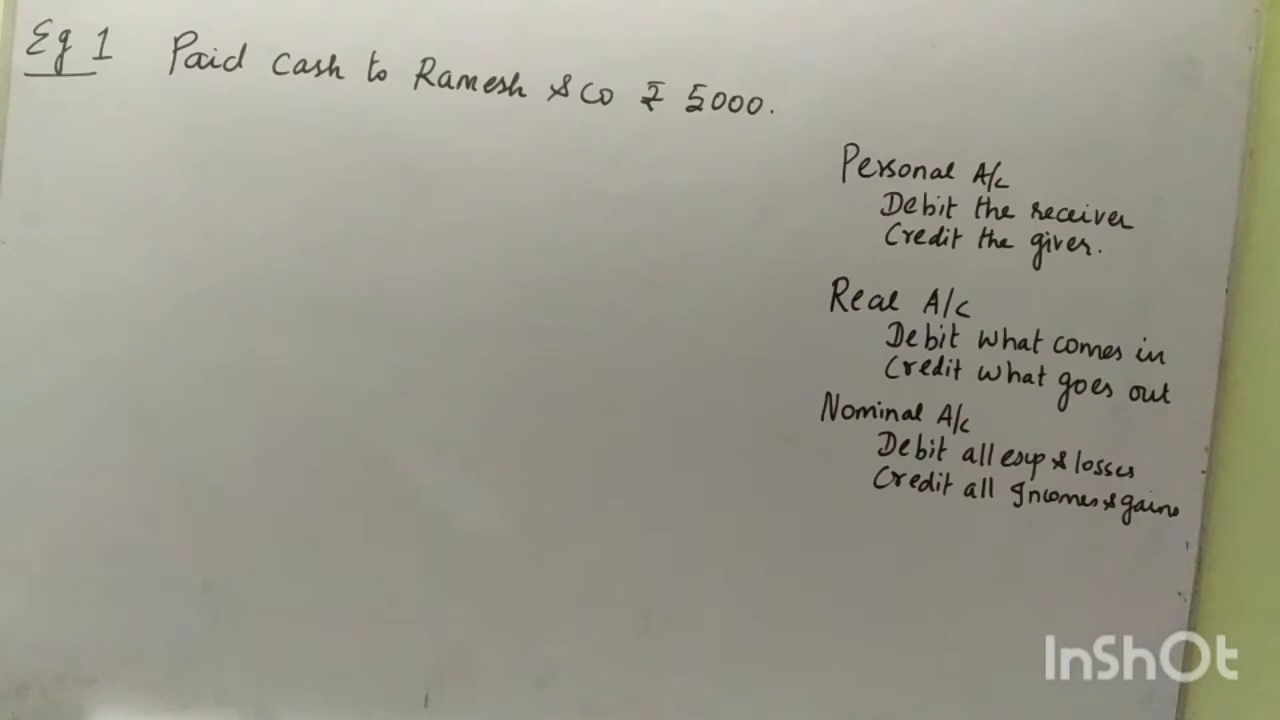 Eg 1 Paid cash to Ramesh & Co ₹ 5000.
Personal A/c
Debit the receiver
Credit the giver.
Real A/c
Debit what comes in
Credit what goes out
Nominal A/c
Debit all exp & losses
Credit all Incomes & gains
InShOt